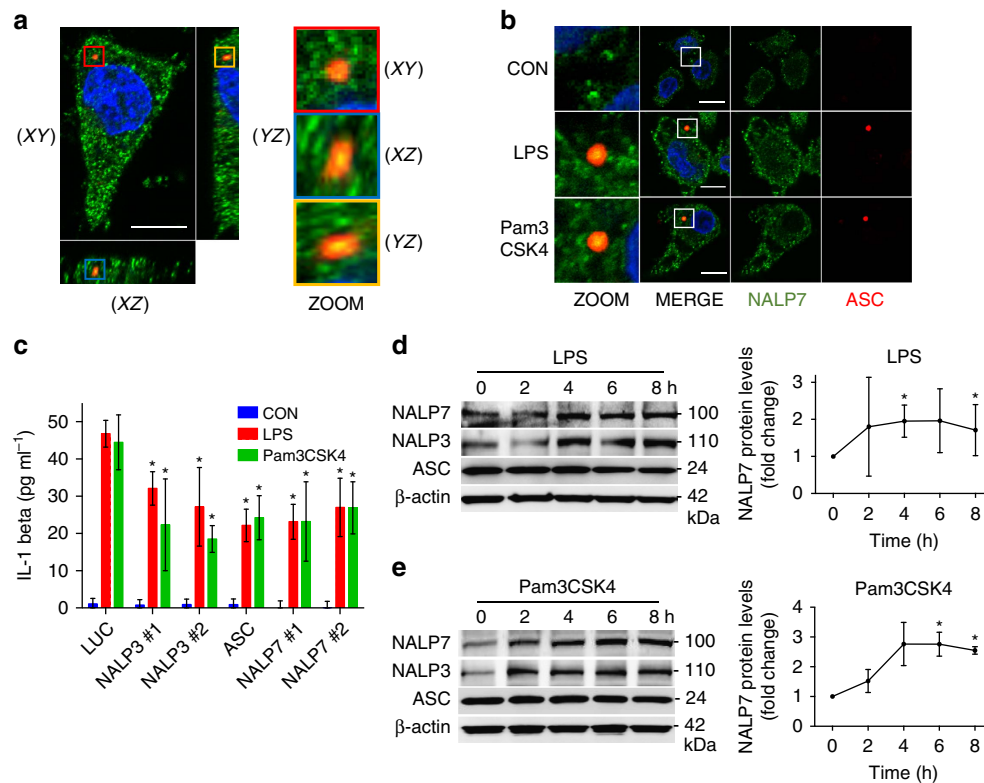 a
(XY)
(XZ)
(YZ)
(XY)
(XZ)
(YZ)
ZOOM
b
CON
LPS
Pam3
CSK4
ZOOM MERGE NALP7 ASC
c
IL-1 beta (pg ml⁻¹)
50
40
30
20
10
0
CON
LPS
Pam3CSK4
* * * * * * * * * *
LUC
NALP3 #1
NALP3 #2
ASC
NALP7 #1
NALP7 #2
d
LPS
0 2 4 6 8 h
NALP7 100
NALP3 110
ASC 24
β-actin 42
kDa
LPS
NALP7 protein levels
(fold change)
3
2
1
0
* *
0 2 4 6 8
Time (h)
e
Pam3CSK4
0 2 4 6 8 h
NALP7 100
NALP3 110
ASC 24
β-actin 42
kDa
Pam3CSK4
NALP7 protein levels
(fold change)
4
3
2
1
0
* *
0 2 4 6 8
Time (h)